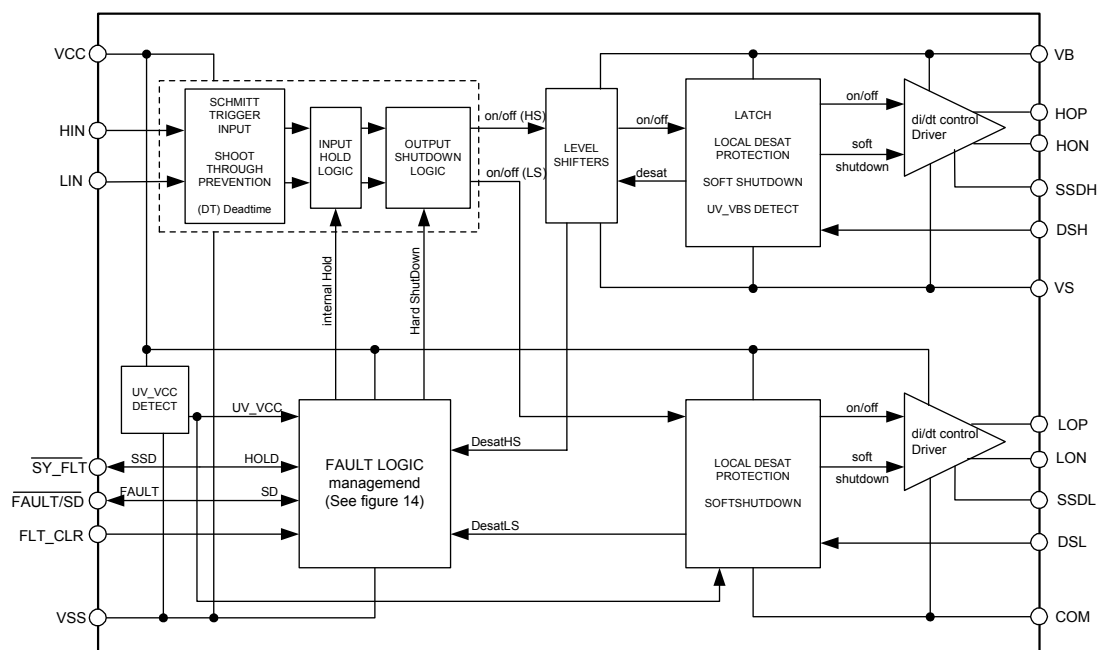 VCC
HIN
LIN
SCHMITT
TRIGGER
INPUT
SHOOT
THROUGH
PREVENTION
(DT) Deadtime
INPUT
HOLD
LOGIC
OUTPUT
SHUTDOWN
LOGIC
on/off (HS)
on/off (LS)
LEVEL
SHIFTERS
on/off
desat
LATCH
LOCAL DESAT
PROTECTION
SOFT SHUTDOWN
UV_VBS DETECT
on/off
soft
shutdown
di/dt control
Driver
VB
HOP
HON
SSDH
DSH
VS
internal Hold
Hard ShutDown
UV_VCC
DETECT
UV_VCC
SY_FLT
SSD
HOLD
FAULT/SD
FAULT
SD
FLT_CLR
VSS
FAULT LOGIC
managemend
(See figure 14)
DesatHS
DesatLS
LOCAL DESAT
PROTECTION
SOFTSHUTDOWN
on/off
soft
shutdown
di/dt control
Driver
LOP
LON
SSDL
DSL
COM